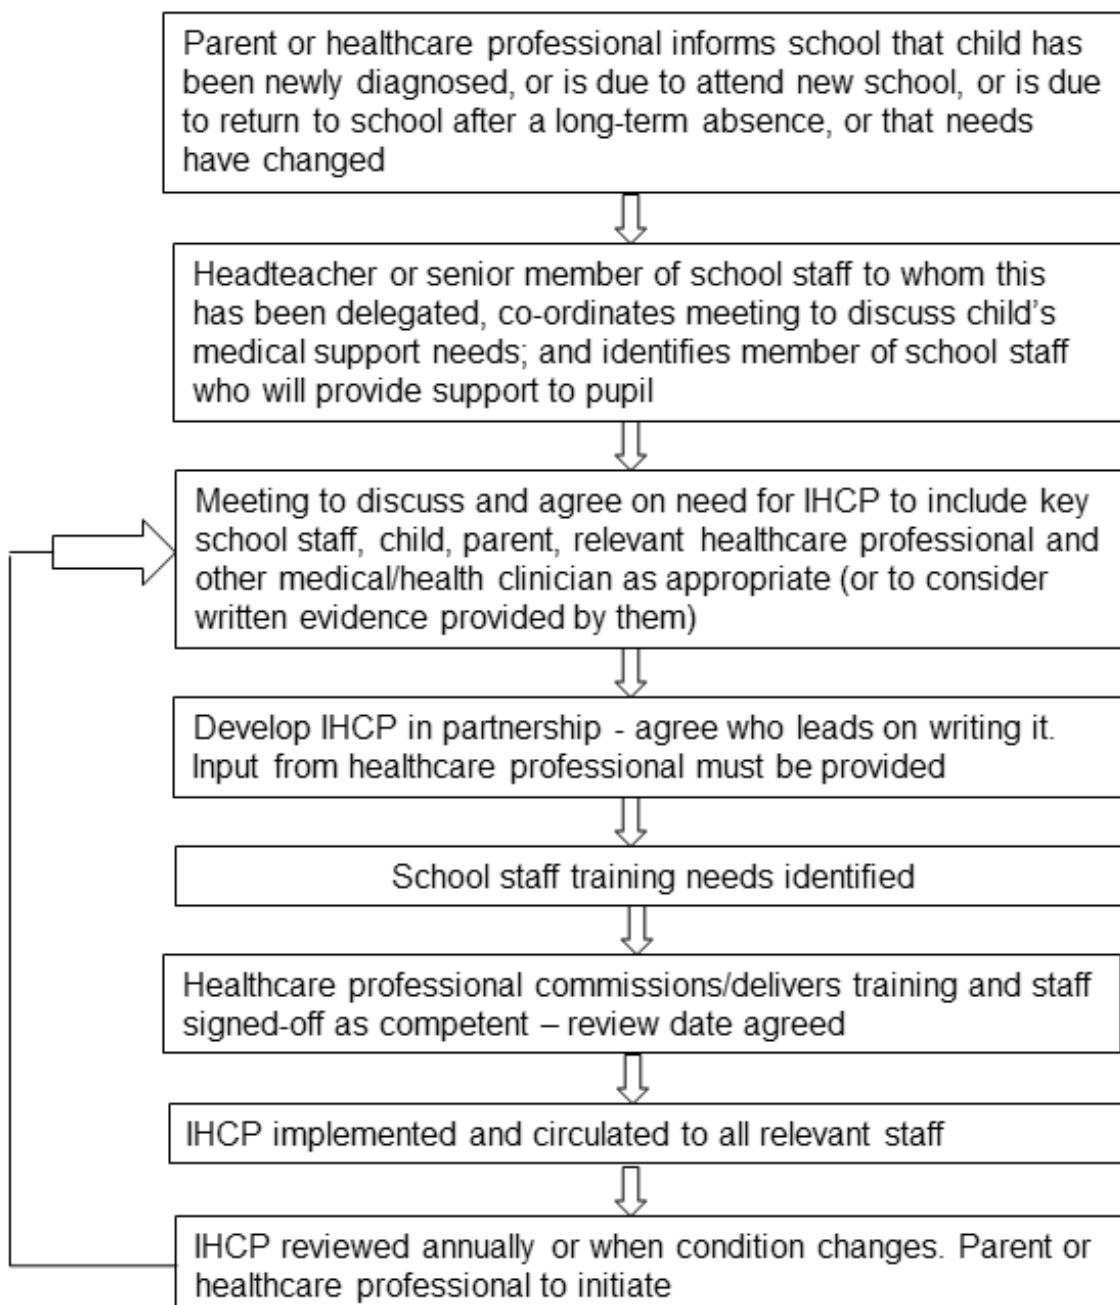 Parent or healthcare professional informs school that child has
been newly diagnosed, or is due to attend new school, or is due
to return to school after a long-term absence, or that needs
have changed
Headteacher or senior member of school staff to whom this
has been delegated, co-ordinates meeting to discuss child's
medical support needs; and identifies member of school staff
who will provide support to pupil
Meeting to discuss and agree on need for IHCP to include key
school staff, child, parent, relevant healthcare professional and
other medical/health clinician as appropriate (or to consider
written evidence provided by them)
Develop IHCP in partnership - agree who leads on writing it.
Input from healthcare professional must be provided
School staff training needs identified
Healthcare professional commissions/delivers training and staff
signed-off as competent – review date agreed
IHCP implemented and circulated to all relevant staff
IHCP reviewed annually or when condition changes. Parent or
healthcare professional to initiate